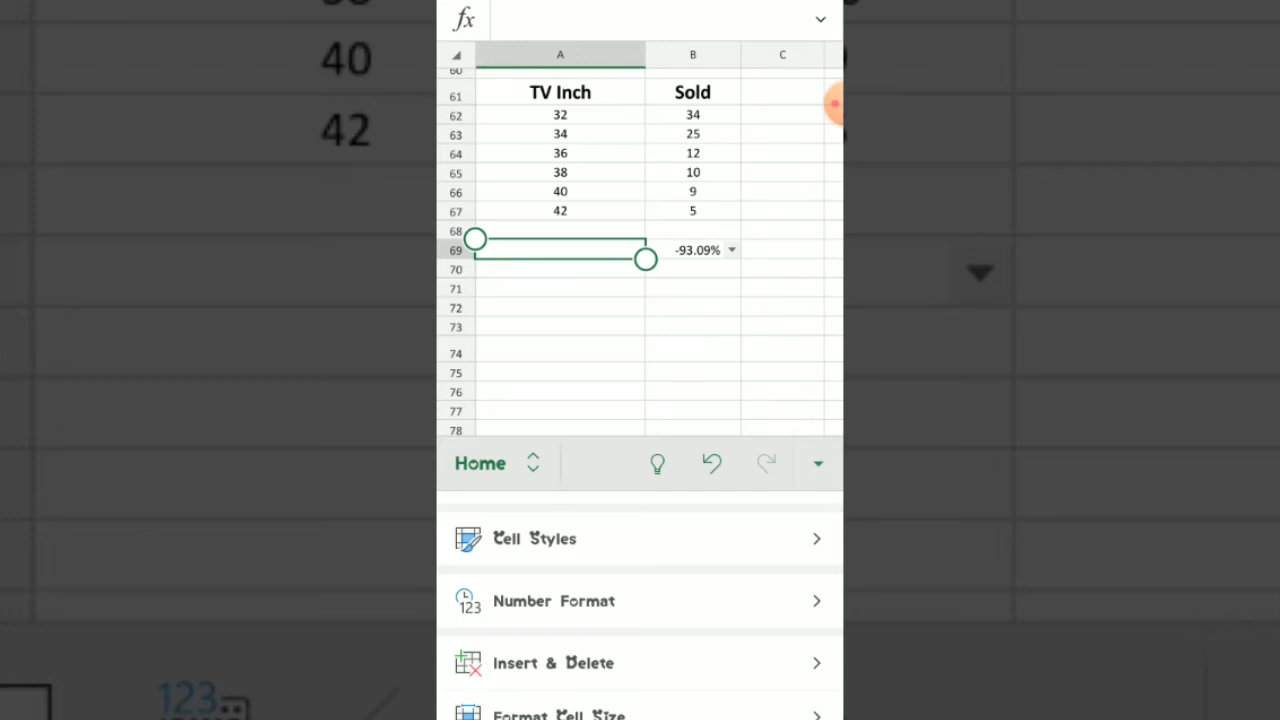 fx
A B C
60
61 TV Inch Sold
62 32 34
63 34 25
64 36 12
65 38 10
66 40 9
67 42 5
68
69 -93.09%
70
71
72
73
74
75
76
77
78
Home
Cell Styles
123 Number Format
Insert & Delete
Format Cell Size
40
42
123